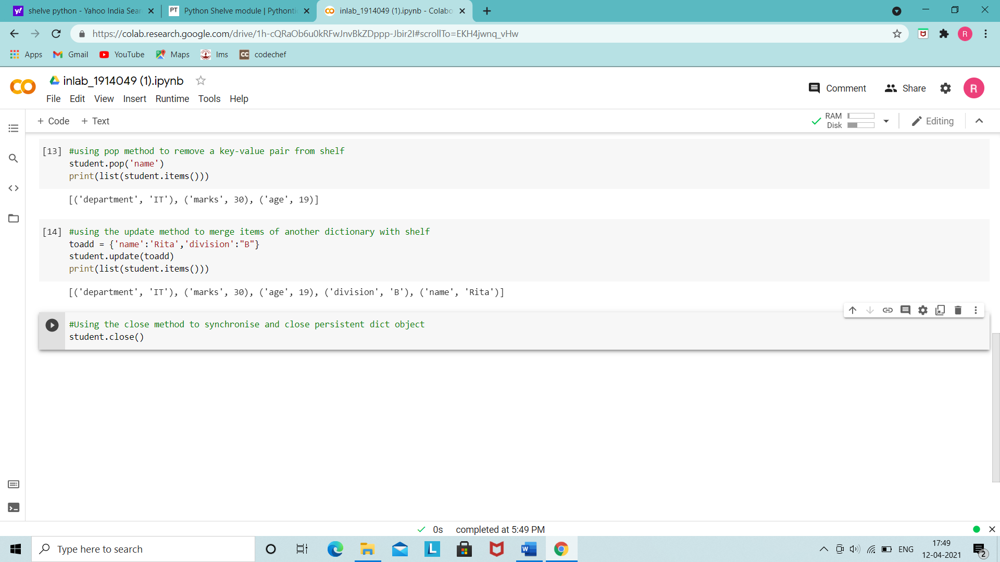 shelve python - Yahoo India Sear
PT Python Shelve module | Pythontic
inlab_1914049 (1).ipynb - Colabo
https://colab.research.google.com/drive/1h-cQRaOb6u0kRFwJnvBkZDppp-Jbir2I#scrollTo=EKH4jwnq_vHw
R
Apps Gmail YouTube Maps lms CC codechef
inlab_1914049 (1).ipynb
Comment Share R
File Edit View Insert Runtime Tools Help
+ Code + Text
RAM
Disk
Editing
[13] #using pop method to remove a key-value pair from shelf
student.pop('name')
print(list(student.items()))
[('department', 'IT'), ('marks', 30), ('age', 19)]
[14] #using the update method to merge items of another dictionary with shelf
toadd = {'name':'Rita','division':"B"}
student.update(toadd)
print(list(student.items()))
[('department', 'IT'), ('marks', 30), ('age', 19), ('division', 'B'), ('name', 'Rita')]
#Using the close method to synchronise and close persistent dict object
student.close()
0s completed at 5:49 PM
Type here to search
L
W
ENG
17:49
12-04-2021
2